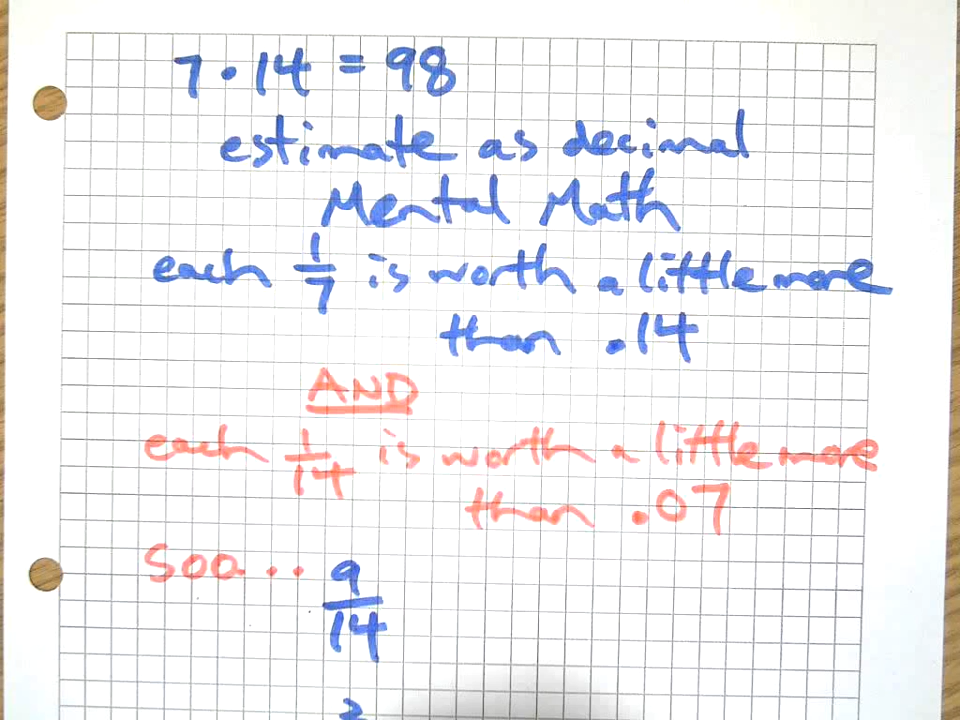 7 · 14 = 98
estimate as decimal
Mental Math
each 1/7 is worth a little more
than .14
AND
each 1/14 is worth a little more
than .07
Soo...
9/14